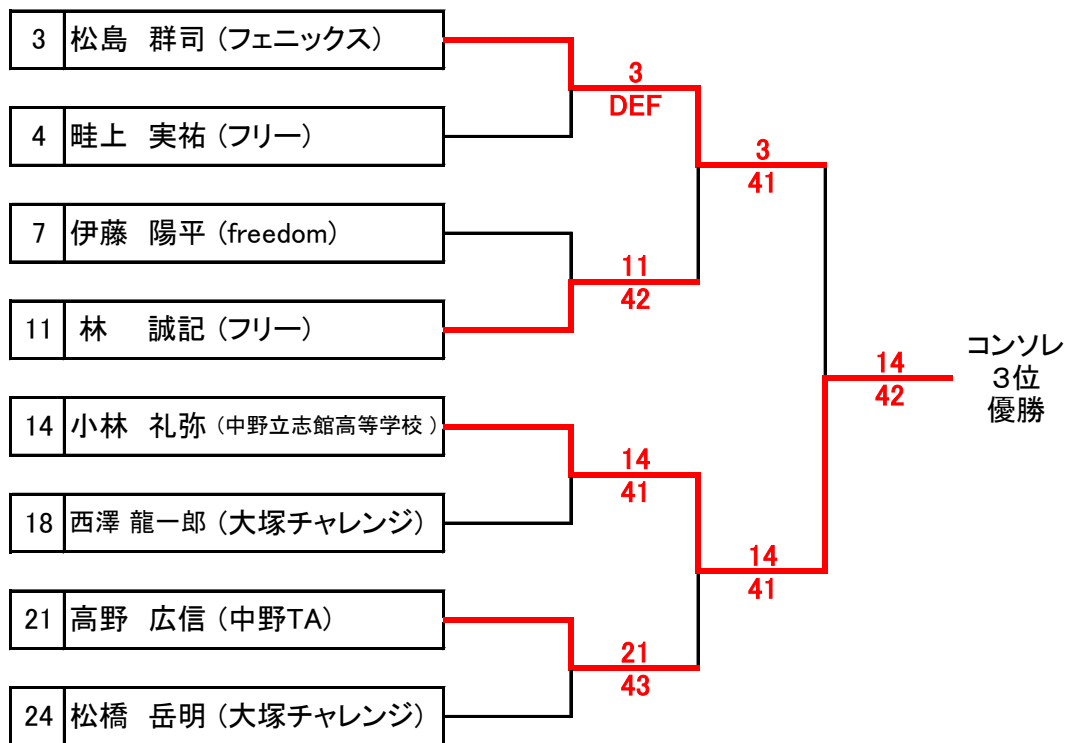 3 松島 群司 (フェニックス)
4 畦上 実祐 (フリー)
7 伊藤 陽平 (freedom)
11 林 誠記 (フリー)
14 小林 礼弥 (中野立志館高等学校 )
18 西澤 龍一郎 (大塚チャレンジ)
21 高野 広信 (中野TA)
24 松橋 岳明 (大塚チャレンジ)
3
DEF
11
42
14
41
21
43
3
41
14
41
14
42
コンソレ
3位
優勝